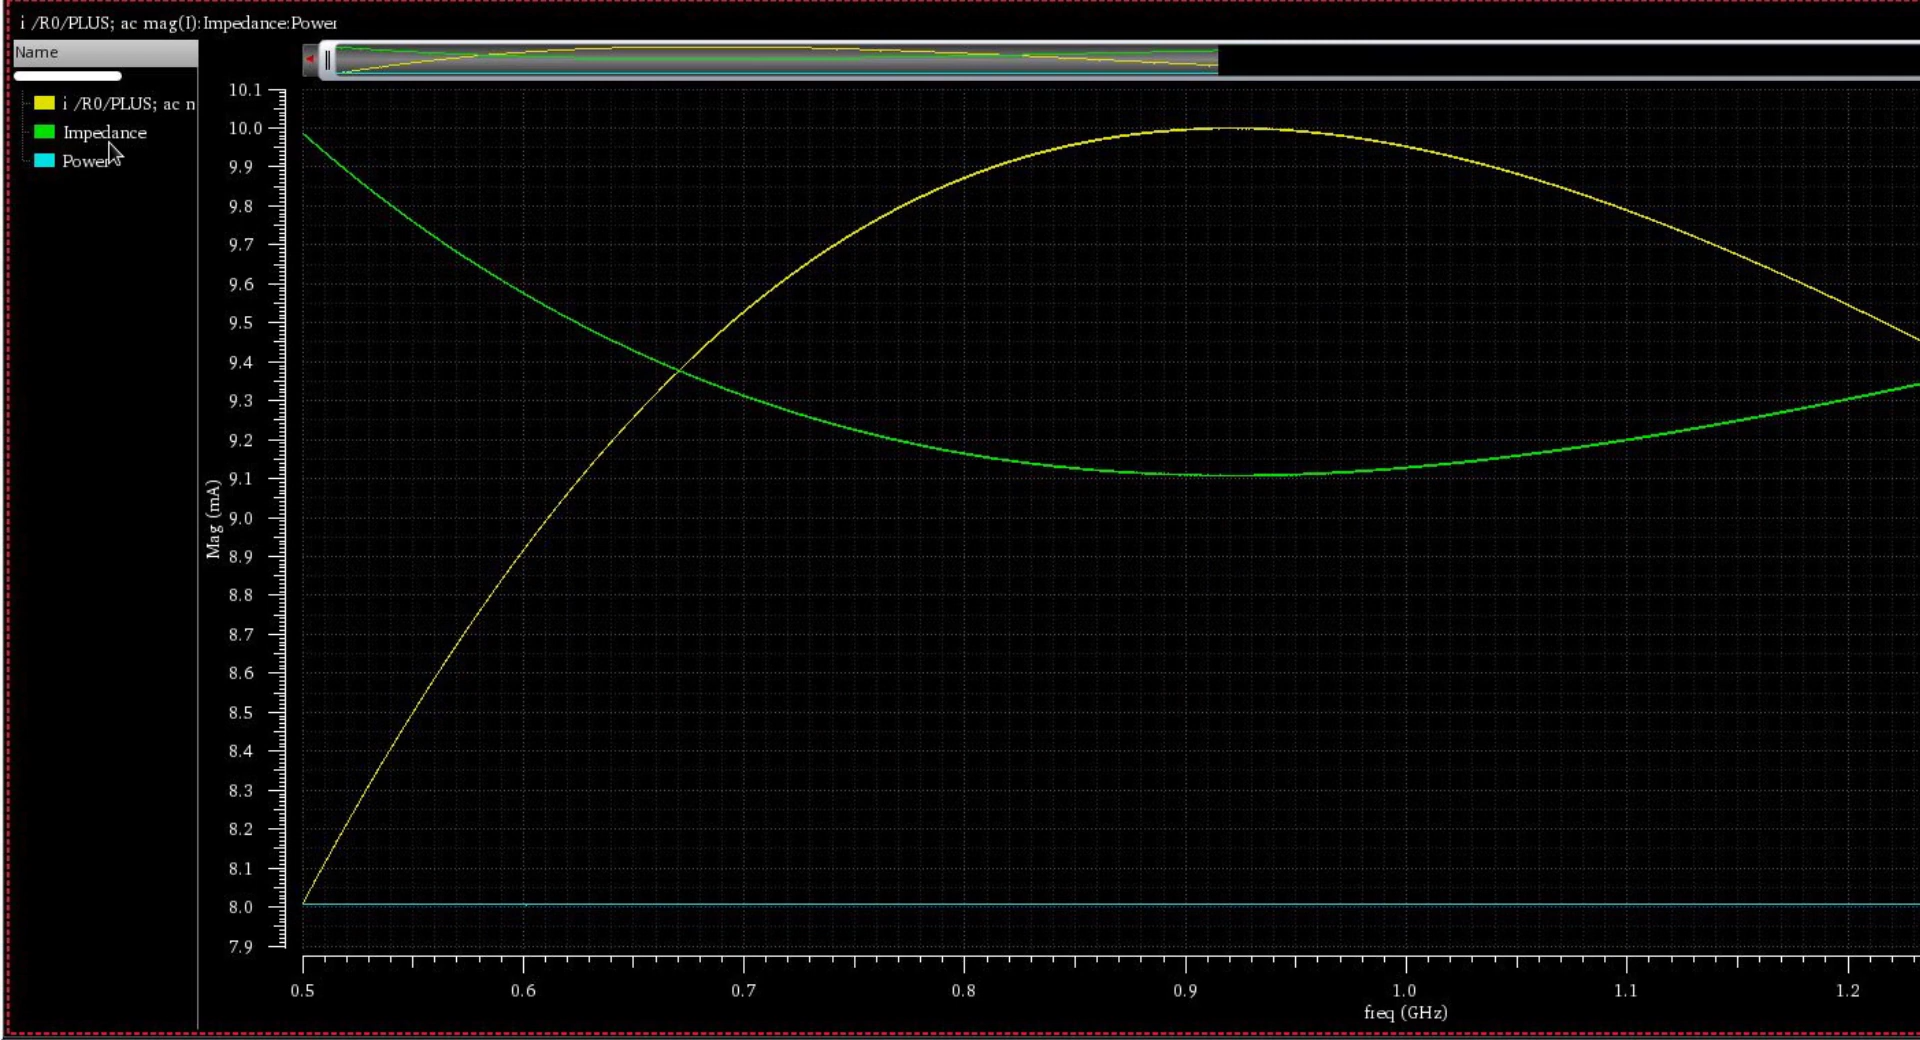 i /R0/PLUS; ac mag(I):Impedance:Power
Name
i /R0/PLUS; ac n
Impedance
Power
10.1
10.0
9.9
9.8
9.7
9.6
9.5
9.4
9.3
9.2
9.1
9.0
8.9
8.8
8.7
8.6
8.5
8.4
8.3
8.2
8.1
8.0
7.9
Mag (mA)
0.5 0.6 0.7 0.8 0.9 1.0 1.1 1.2
freq (GHz)